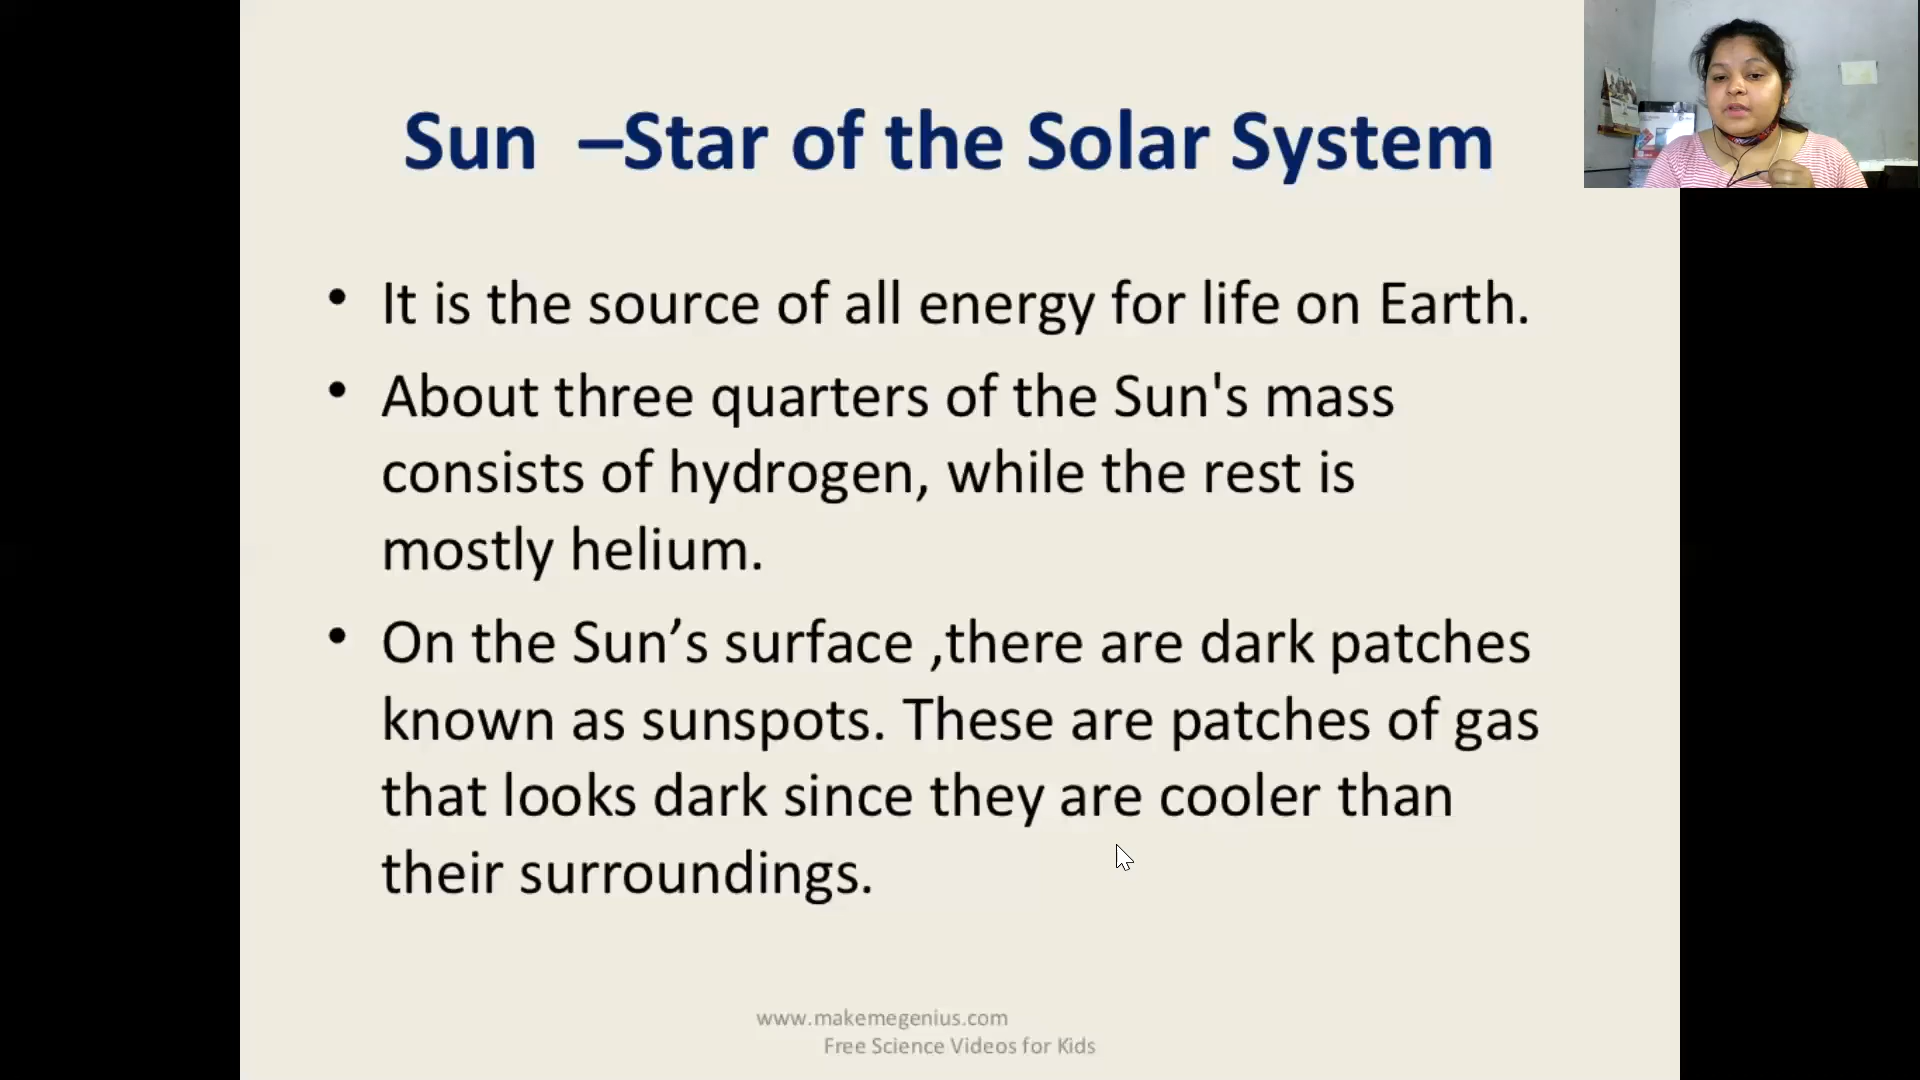 Sun –Star of the Solar System
• It is the source of all energy for life on Earth.
• About three quarters of the Sun's mass
consists of hydrogen, while the rest is
mostly helium.
• On the Sun’s surface ,there are dark patches
known as sunspots. These are patches of gas
that looks dark since they are cooler than
their surroundings.
www.makemegenius.com
Free Science Videos for Kids